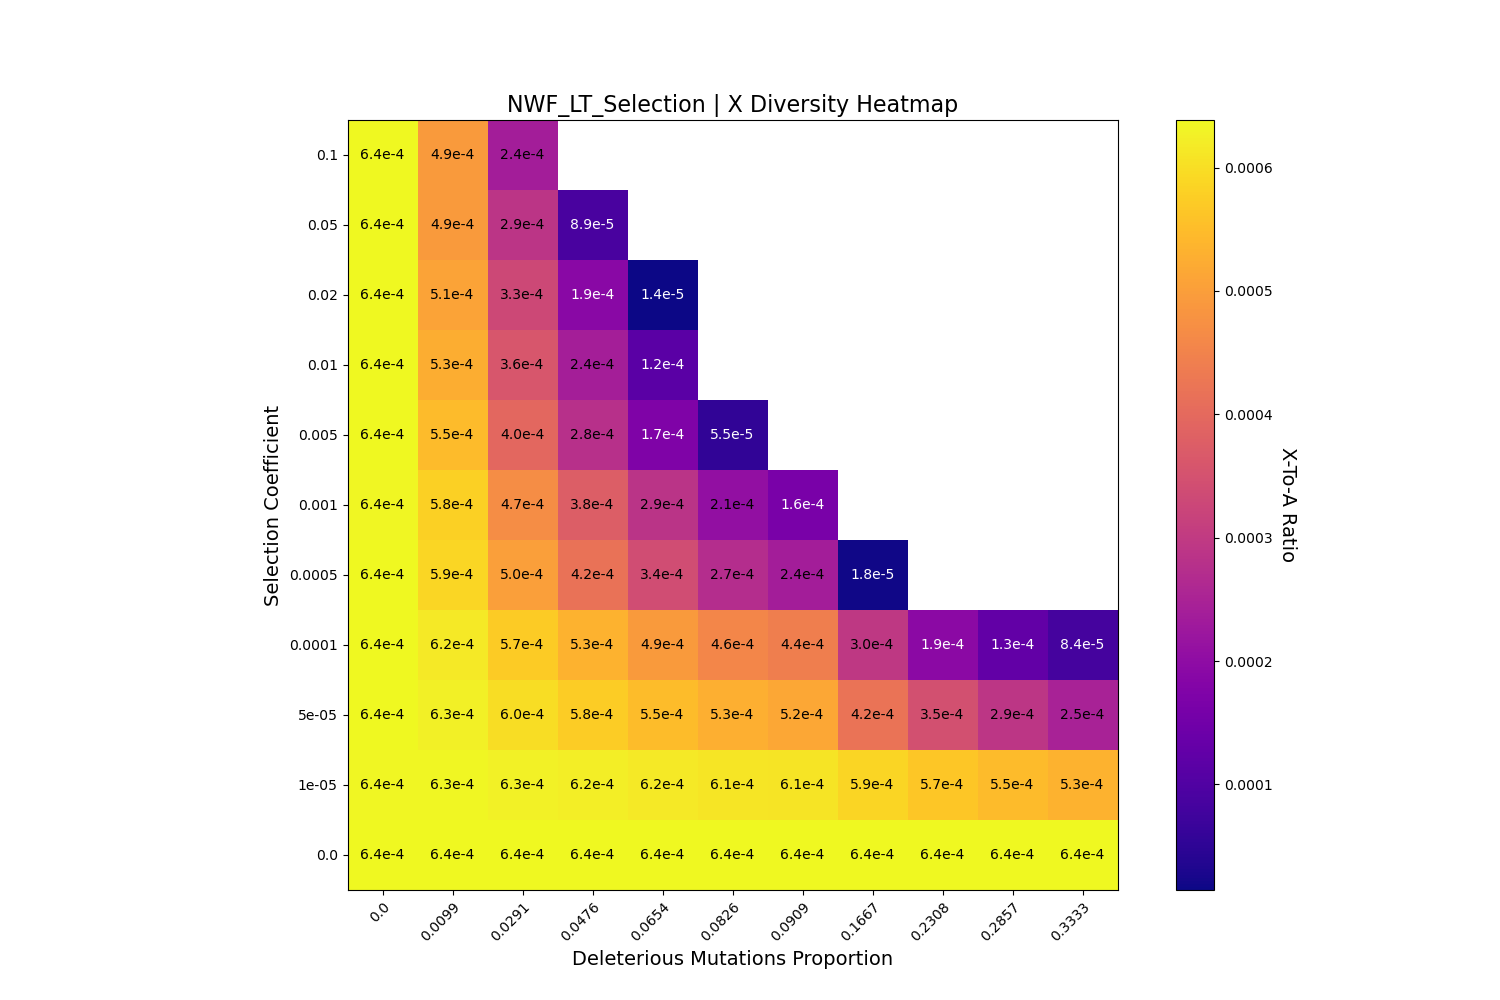 NWF_LT_Selection | X Diversity Heatmap
0.1 6.4e-4 4.9e-4 2.4e-4
0.05 6.4e-4 4.9e-4 2.9e-4 8.9e-5
0.02 6.4e-4 5.1e-4 3.3e-4 1.9e-4 1.4e-5
0.01 6.4e-4 5.3e-4 3.6e-4 2.4e-4 1.2e-4
0.005 6.4e-4 5.5e-4 4.0e-4 2.8e-4 1.7e-4 5.5e-5
0.001 6.4e-4 5.8e-4 4.7e-4 3.8e-4 2.9e-4 2.1e-4 1.6e-4
0.0005 6.4e-4 5.9e-4 5.0e-4 4.2e-4 3.4e-4 2.7e-4 2.4e-4 1.8e-5
0.0001 6.4e-4 6.2e-4 5.7e-4 5.3e-4 4.9e-4 4.6e-4 4.4e-4 3.0e-4 1.9e-4 1.3e-4 8.4e-5
5e-05 6.4e-4 6.3e-4 6.0e-4 5.8e-4 5.5e-4 5.3e-4 5.2e-4 4.2e-4 3.5e-4 2.9e-4 2.5e-4
1e-05 6.4e-4 6.3e-4 6.3e-4 6.2e-4 6.2e-4 6.1e-4 6.1e-4 5.9e-4 5.7e-4 5.5e-4 5.3e-4
0.0 6.4e-4 6.4e-4 6.4e-4 6.4e-4 6.4e-4 6.4e-4 6.4e-4 6.4e-4 6.4e-4 6.4e-4 6.4e-4
0.0 0.0099 0.0291 0.0476 0.0654 0.0826 0.0909 0.1667 0.2308 0.2857 0.3333
Deleterious Mutations Proportion
Selection Coefficient
0.0006
0.0005
0.0004
0.0003
0.0002
0.0001
X-To-A Ratio